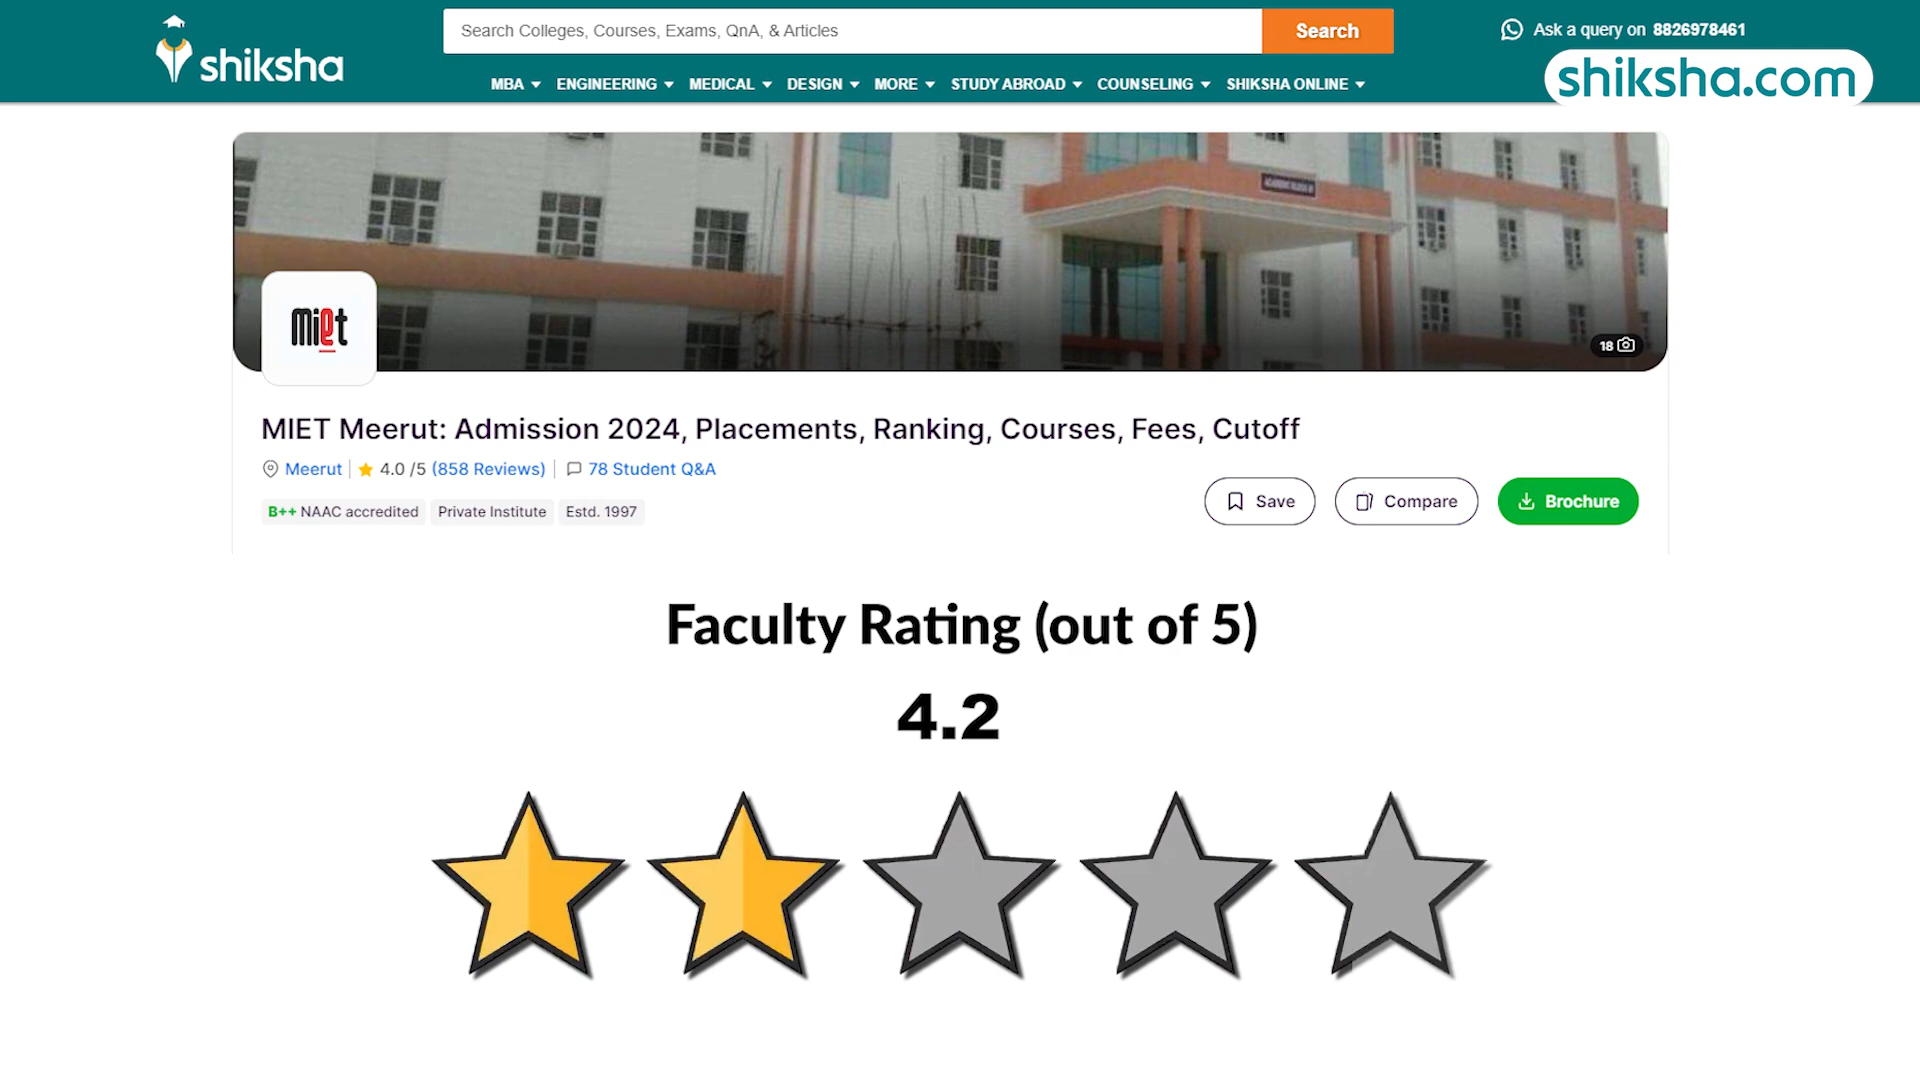 shiksha
Search Colleges, Courses, Exams, QnA, & Articles
Search
Ask a query on 8826978461
MBA ENGINEERING MEDICAL DESIGN MORE STUDY ABROAD COUNSELING SHIKSHA ONLINE
shiksha.com
miet
18
MIET Meerut: Admission 2024, Placements, Ranking, Courses, Fees, Cutoff
Meerut 4.0 /5 (858 Reviews) 78 Student Q&A
B++ NAAC accredited Private Institute Estd. 1997
Save Compare Brochure
Faculty Rating (out of 5)
4.2